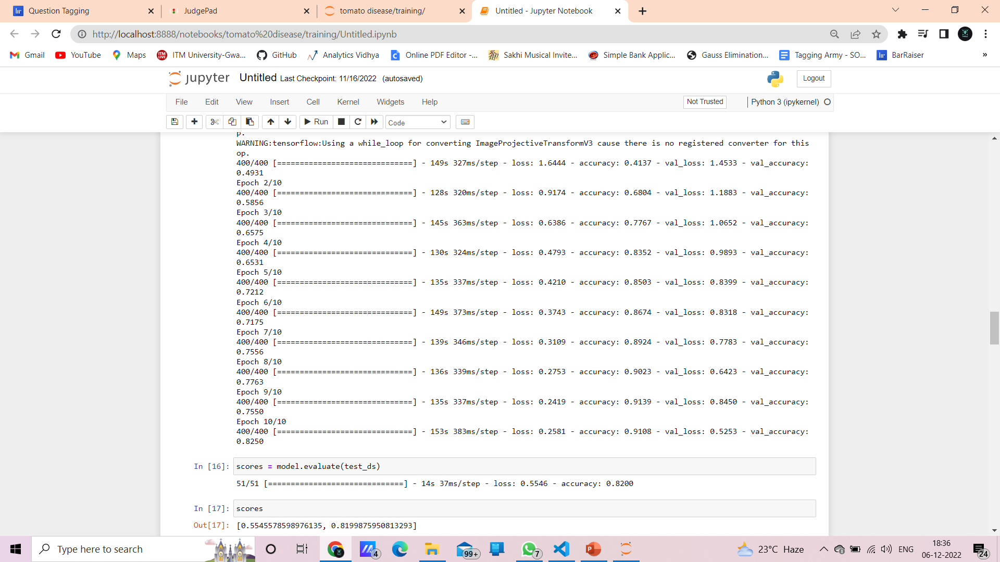 Question Tagging
JudgePad
tomato disease/training/
Untitled - Jupyter Notebook
http://localhost:8888/notebooks/tomato%20disease/training/Untitled.ipynb
Gmail
YouTube
Maps
ITM University-Gwa...
GitHub
Analytics Vidhya
Online PDF Editor -...
Sakhi Musical Invite...
Simple Bank Applic...
Gauss Elimination...
Tagging Army - SO...
BarRaiser
»
jupyter Untitled Last Checkpoint: 11/16/2022 (autosaved)
Logout
File Edit View Insert Cell Kernel Widgets Help
Not Trusted
Python 3 (ipykernel)
Run
Code
p.
WARNING:tensorflow:Using a while_loop for converting ImageProjectiveTransformV3 cause there is no registered converter for this
op.
400/400 [==============================] - 149s 327ms/step - loss: 1.6444 - accuracy: 0.4137 - val_loss: 1.4533 - val_accuracy:
0.4931
Epoch 2/10
400/400 [==============================] - 128s 320ms/step - loss: 0.9174 - accuracy: 0.6804 - val_loss: 1.1883 - val_accuracy:
0.5856
Epoch 3/10
400/400 [==============================] - 145s 363ms/step - loss: 0.6386 - accuracy: 0.7767 - val_loss: 1.0652 - val_accuracy:
0.6575
Epoch 4/10
400/400 [==============================] - 130s 324ms/step - loss: 0.4793 - accuracy: 0.8352 - val_loss: 0.9893 - val_accuracy:
0.6531
Epoch 5/10
400/400 [==============================] - 135s 337ms/step - loss: 0.4210 - accuracy: 0.8503 - val_loss: 0.8399 - val_accuracy:
0.7212
Epoch 6/10
400/400 [==============================] - 149s 373ms/step - loss: 0.3743 - accuracy: 0.8674 - val_loss: 0.8318 - val_accuracy:
0.7175
Epoch 7/10
400/400 [==============================] - 139s 346ms/step - loss: 0.3109 - accuracy: 0.8924 - val_loss: 0.7783 - val_accuracy:
0.7556
Epoch 8/10
400/400 [==============================] - 136s 339ms/step - loss: 0.2753 - accuracy: 0.9023 - val_loss: 0.6423 - val_accuracy:
0.7763
Epoch 9/10
400/400 [==============================] - 135s 337ms/step - loss: 0.2419 - accuracy: 0.9139 - val_loss: 0.8450 - val_accuracy:
0.7550
Epoch 10/10
400/400 [==============================] - 153s 383ms/step - loss: 0.2581 - accuracy: 0.9108 - val_loss: 0.5253 - val_accuracy:
0.8250
In [16]: scores = model.evaluate(test_ds)
51/51 [==============================] - 14s 37ms/step - loss: 0.5546 - accuracy: 0.8200
In [17]: scores
Out[17]: [0.5545578598976135, 0.8199875950813293]
Type here to search
4
99+
7
23°C Haze
ENG
18:36
06-12-2022
24